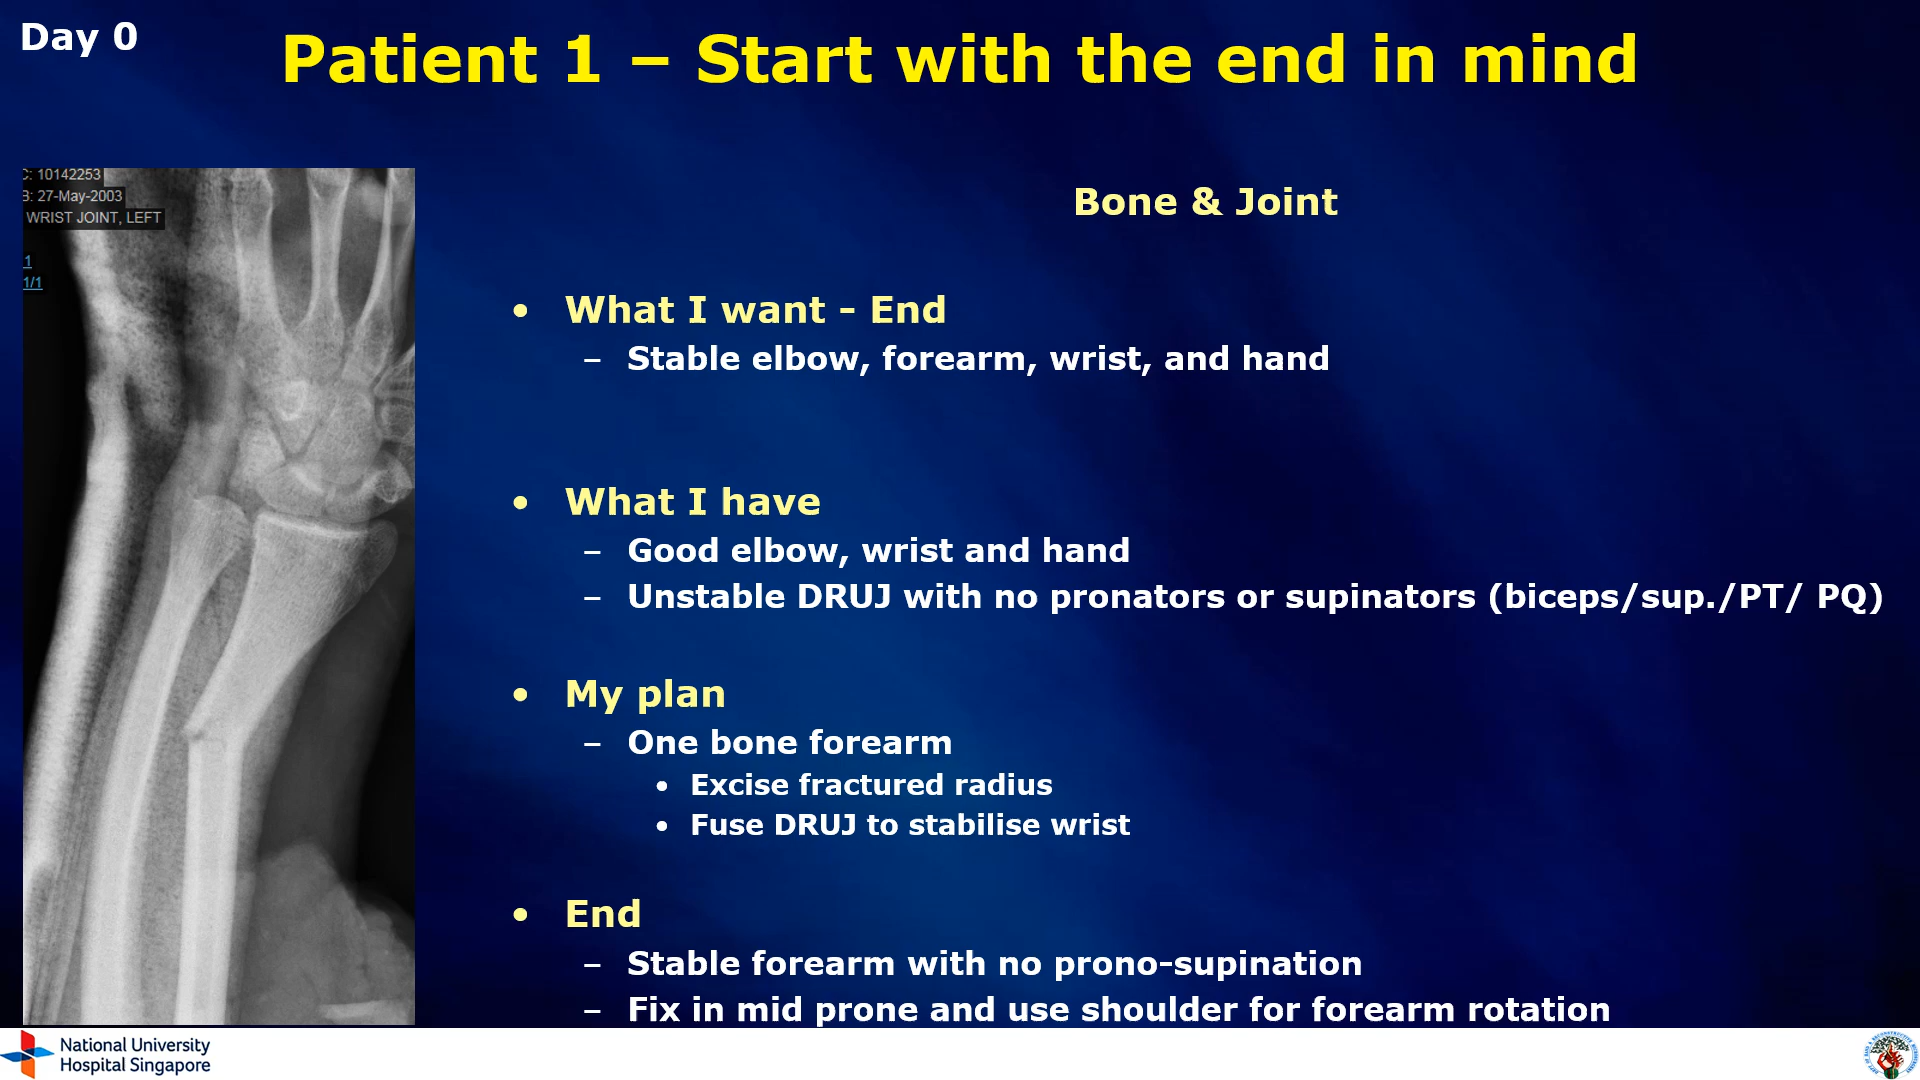 Day 0
Patient 1 – Start with the end in mind
C: 10142253
B: 27-May-2003
WRIST JOINT, LEFT
1
1/1
Bone & Joint
• What I want - End
– Stable elbow, forearm, wrist, and hand
• What I have
– Good elbow, wrist and hand
– Unstable DRUJ with no pronators or supinators (biceps/sup./PT/ PQ)
• My plan
– One bone forearm
• Excise fractured radius
• Fuse DRUJ to stabilise wrist
• End
– Stable forearm with no prono-supination
– Fix in mid prone and use shoulder for forearm rotation
National University
Hospital Singapore